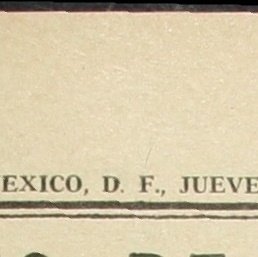 EXICO, D. F., JUEVE